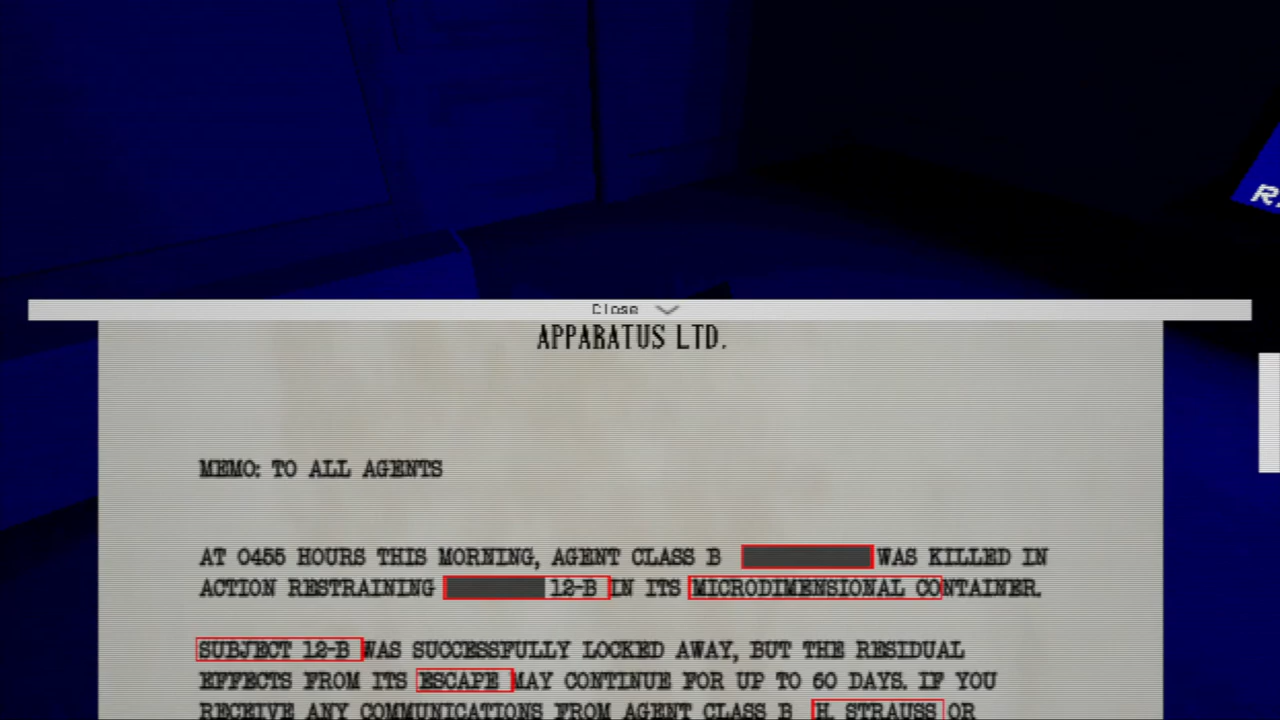 R
Close
APPARATUS LTD.
MEMO: TO ALL AGENTS
AT 0455 HOURS THIS MORNING, AGENT CLASS B WAS KILLED IN
ACTION RESTRAINING 12-B IN ITS MICRODIMENSIONAL CONTAINER.
SUBJECT 12-B WAS SUCCESSFULLY LOCKED AWAY, BUT THE RESIDUAL
EFFECTS FROM ITS ESCAPE MAY CONTINUE FOR UP TO 60 DAYS. IF YOU
RECEIVE ANY COMMUNICATIONS FROM AGENT CLASS B H. STRAUSS OR